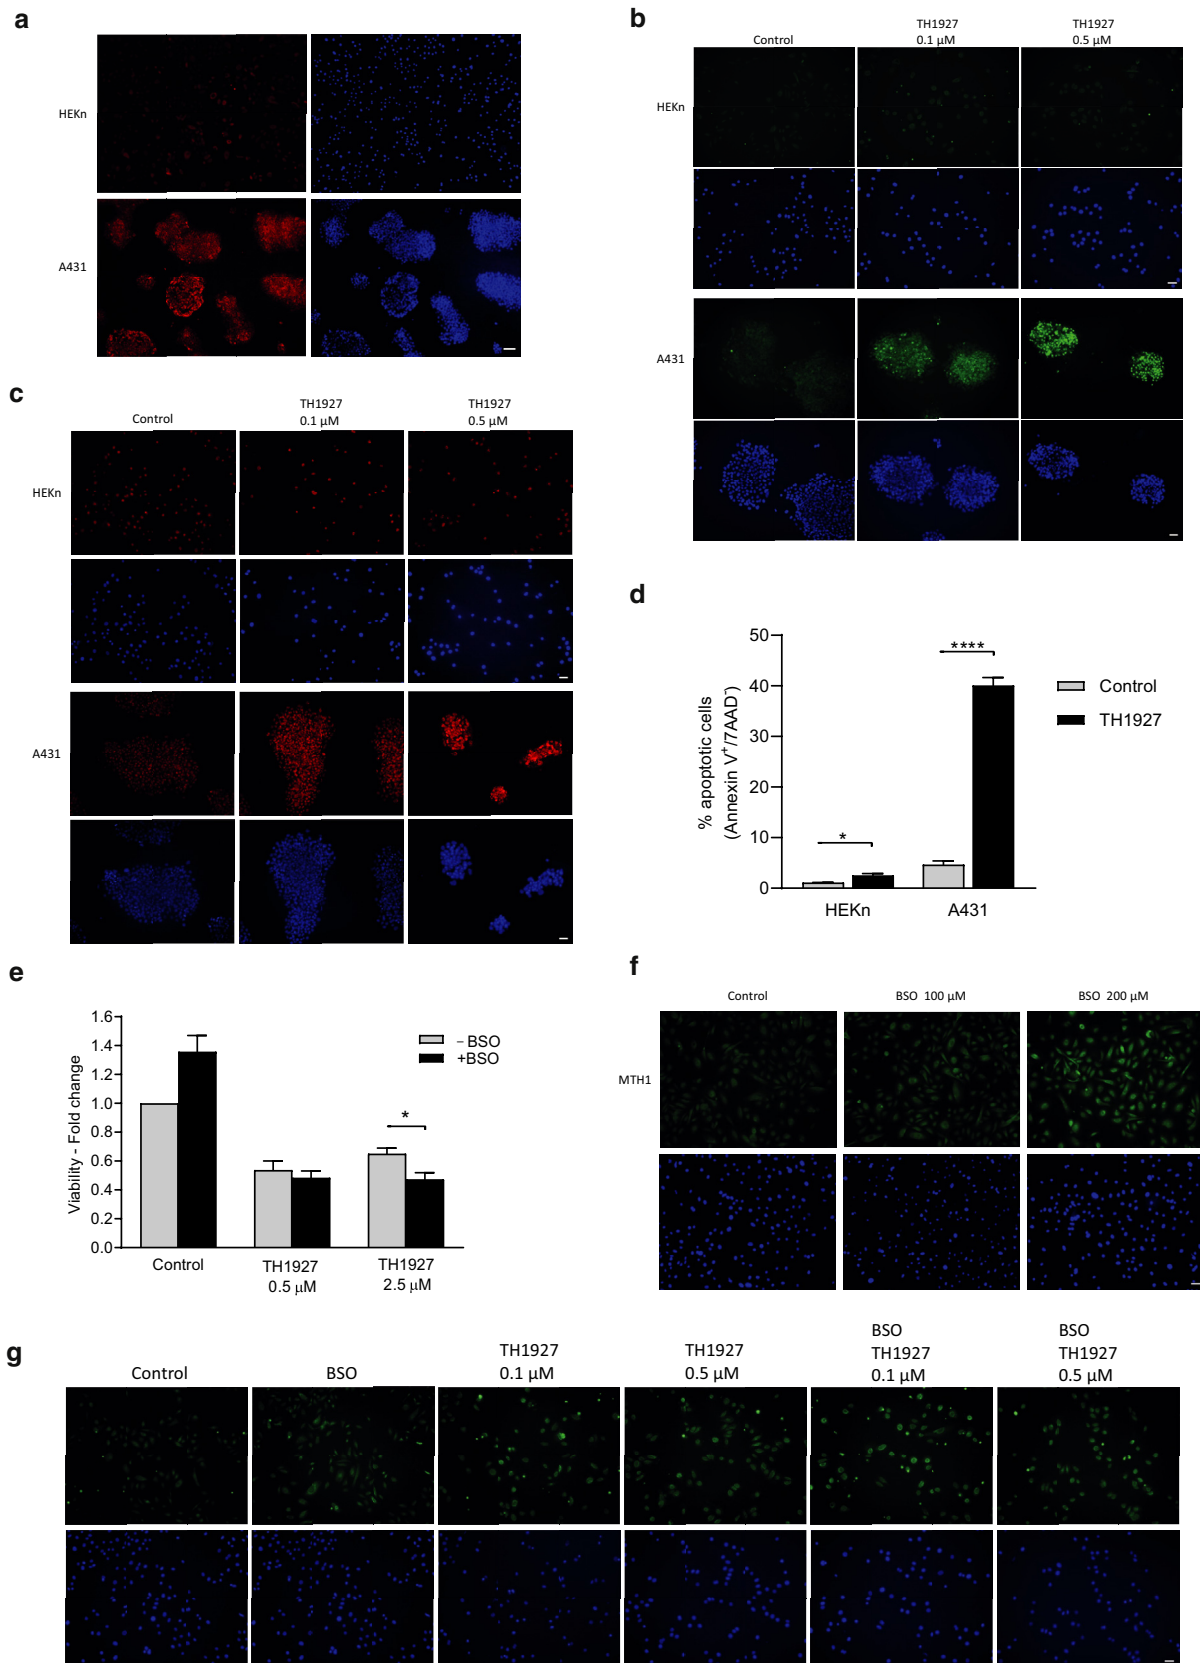 a
HEKn
A431
b
Control
TH1927
0.1 µM
TH1927
0.5 µM
HEKn
A431
c
Control
TH1927
0.1 µM
TH1927
0.5 µM
HEKn
A431
d
% apoptotic cells
(Annexin V⁺/7AAD⁻)
50
40
30
20
10
0
*
****
HEKn
A431
Control
TH1927
e
Viability - Fold change
1.6
1.4
1.2
1.0
0.8
0.6
0.4
0.2
0.0
*
– BSO
+BSO
Control
TH1927
0.5 µM
TH1927
2.5 µM
f
Control
BSO 100 µM
BSO 200 µM
MTH1
g
Control
BSO
TH1927
0.1 µM
TH1927
0.5 µM
BSO
TH1927
0.1 µM
BSO
TH1927
0.5 µM